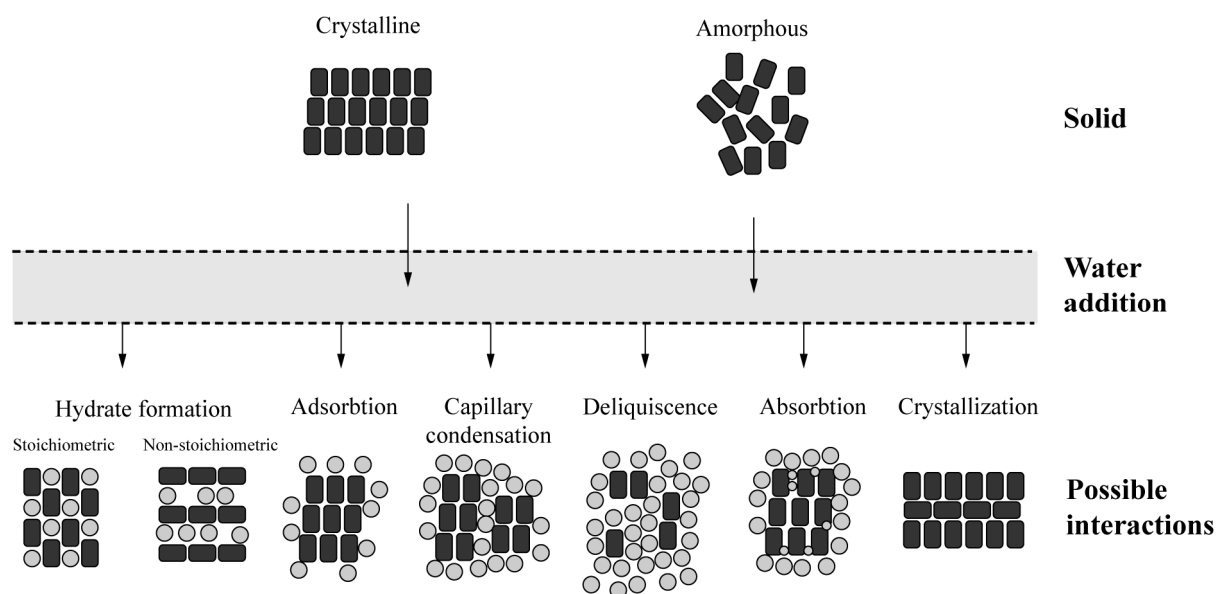 Crystalline
Amorphous
Solid
Water
addition
Hydrate formation
Stoichiometric
Non-stoichiometric
Adsorbtion
Capillary
condensation
Deliquiscence
Absorbtion
Crystallization
Possible
interactions